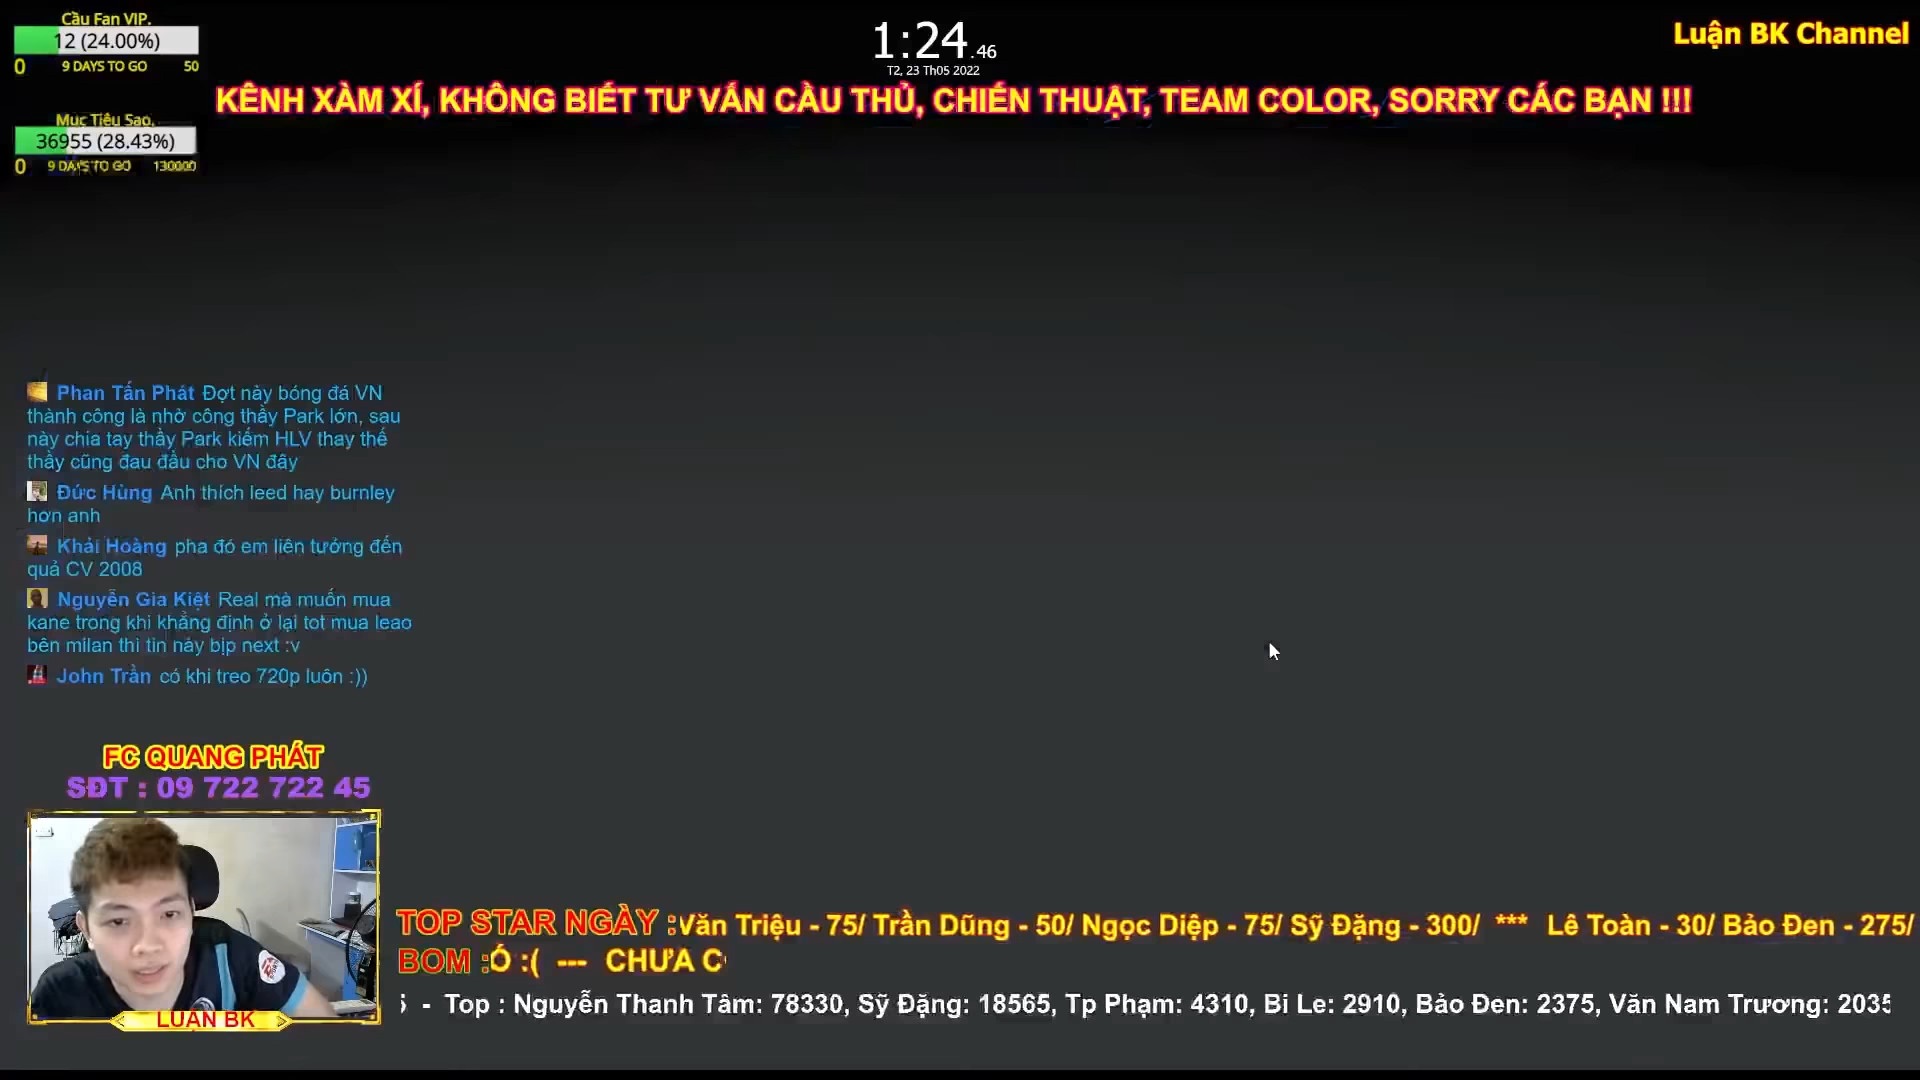 Cầu Fan VIP.
12 (24.00%)
0 9 DAYS TO GO 50
Mục Tiêu Sao.
36955 (28.43%)
0 9 DAYS TO GO 130000
1:24.46
T2, 23 Th05 2022
Luận BK Channel
KÊNH XÀM XÍ, KHÔNG BIẾT TƯ VẤN CẦU THỦ, CHIẾN THUẬT, TEAM COLOR, SORRY CÁC BẠN !!!
Phan Tấn Phát Đợt này bóng đá VN
thành công là nhờ công thầy Park lớn, sau
này chia tay thầy Park kiếm HLV thay thế
thầy cũng đau đầu cho VN đây
Đức Hùng Anh thích leed hay burnley
hơn anh
Khải Hoàng pha đó em liên tưởng đến
quả CV 2008
Nguyễn Gia Kiệt Real mà muốn mua
kane trong khi khẳng định ở lại tot mua leao
bên milan thì tin này bịp next :v
John Trần có khi treo 720p luôn :))
FC QUANG PHÁT
SĐT : 09 722 722 45
LUẬN BK
TOP STAR NGÀY : Văn Triệu - 75/ Trần Dũng - 50/ Ngọc Diệp - 75/ Sỹ Đặng - 300/ *** Lê Toàn - 30/ Bảo Đen - 275/
BOM : Ó :( --- CHƯA C
- Top : Nguyễn Thanh Tâm: 78330, Sỹ Đặng: 18565, Tp Phạm: 4310, Bi Le: 2910, Bảo Đen: 2375, Văn Nam Trương: 2035